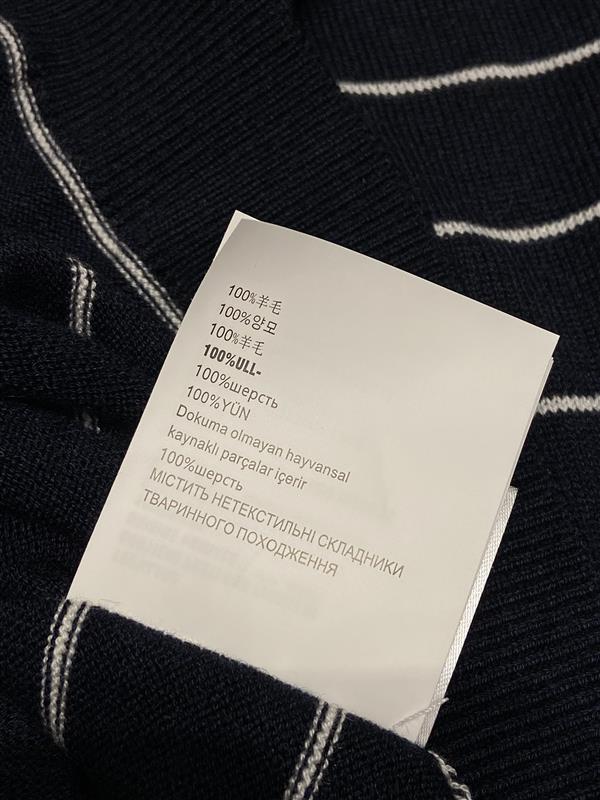 100%羊毛
100%양모
100%羊毛
100%ULL-
100%шерсть
100%YÜN
Dokuma olmayan hayvansal
kaynaklı parçalar içerir
100%шерсть
МІСТИТЬ НЕТЕКСТИЛЬНІ СКЛАДНИКИ
ТВАРИННОГО ПОХОДЖЕННЯ